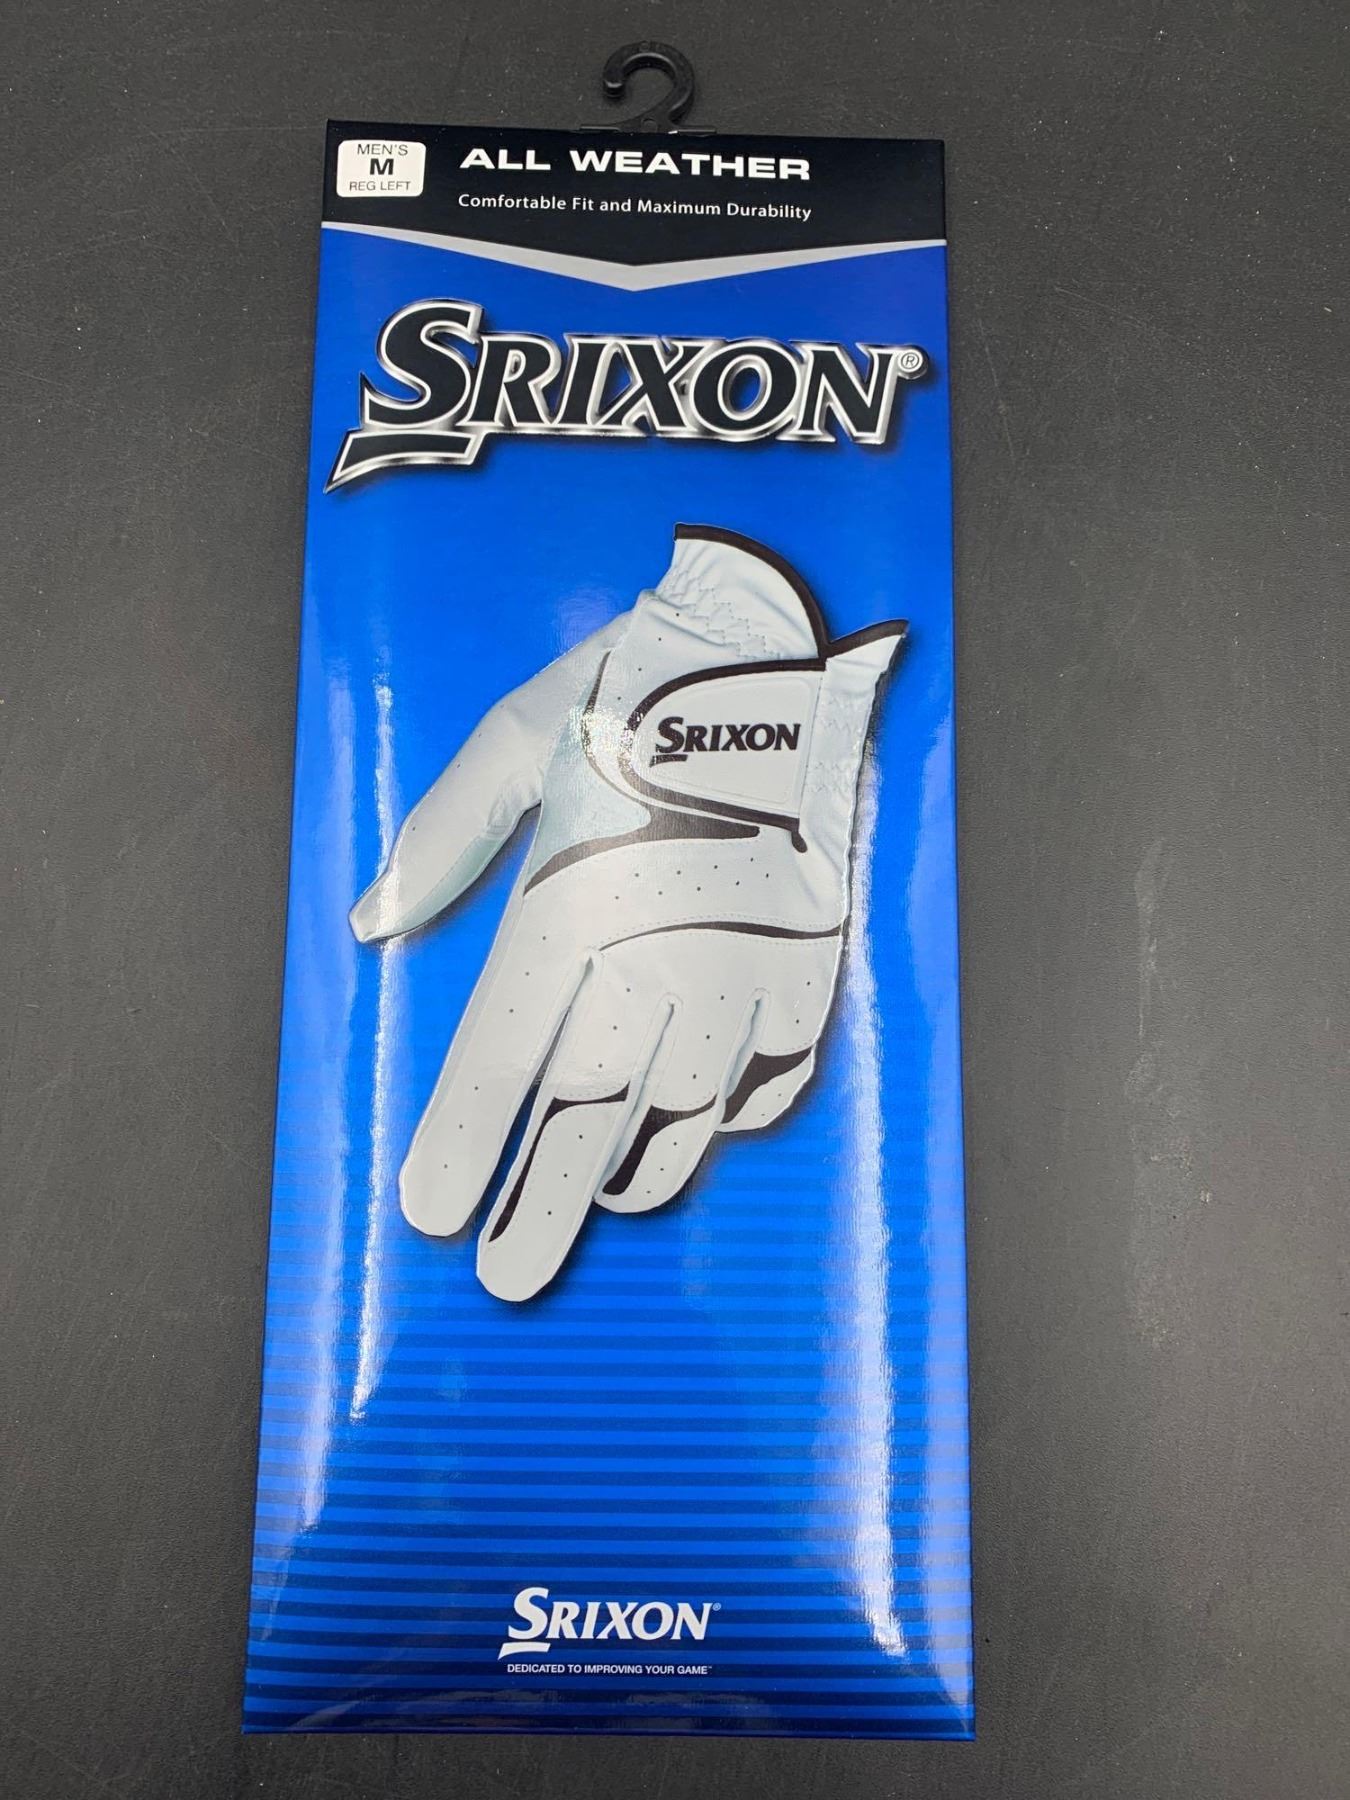 MEN'S
M
REG LEFT
ALL WEATHER
Comfortable Fit and Maximum Durability
SRIXON®
SRIXON
SRIXON®
DEDICATED TO IMPROVING YOUR GAME™